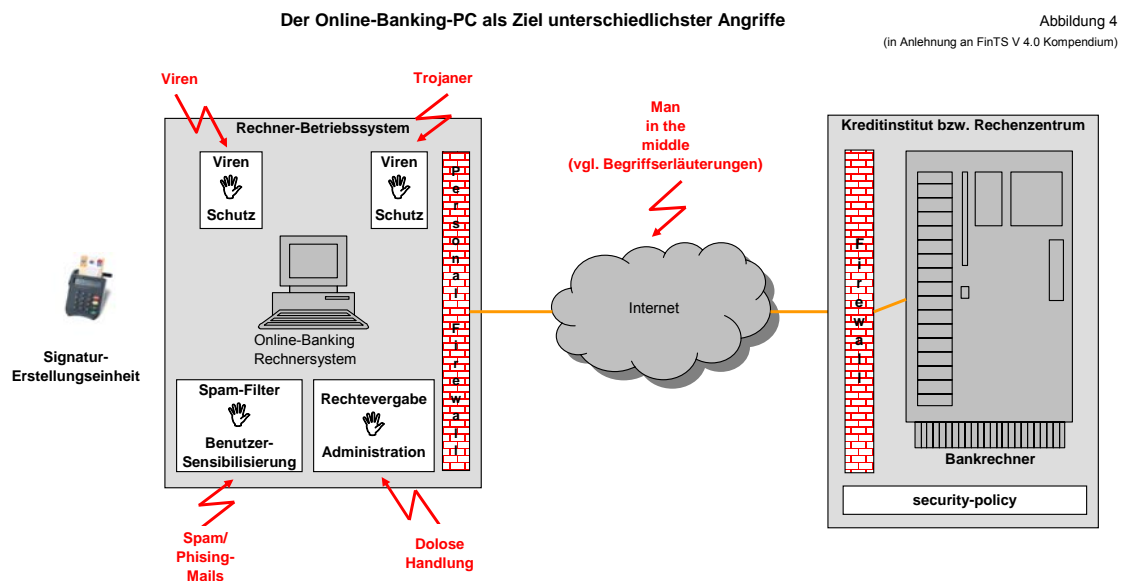 Der Online-Banking-PC als Ziel unterschiedlichster Angriffe
Abbildung 4
(in Anlehnung an FinTS V 4.0 Kompendium)
Viren
Trojaner
Man
in the
middle
(vgl. Begriffserläuterungen)
Rechner-Betriebssystem
Viren
Schutz
Viren
Schutz
Personal Firewall
Online-Banking
Rechnersystem
Signatur-
Erstellungseinheit
Spam-Filter
Benutzer-
Sensibilisierung
Rechtevergabe
Administration
Spam/
Phising-
Mails
Dolose
Handlung
Internet
Kreditinstitut bzw. Rechenzentrum
Firewall
Bankrechner
security-policy